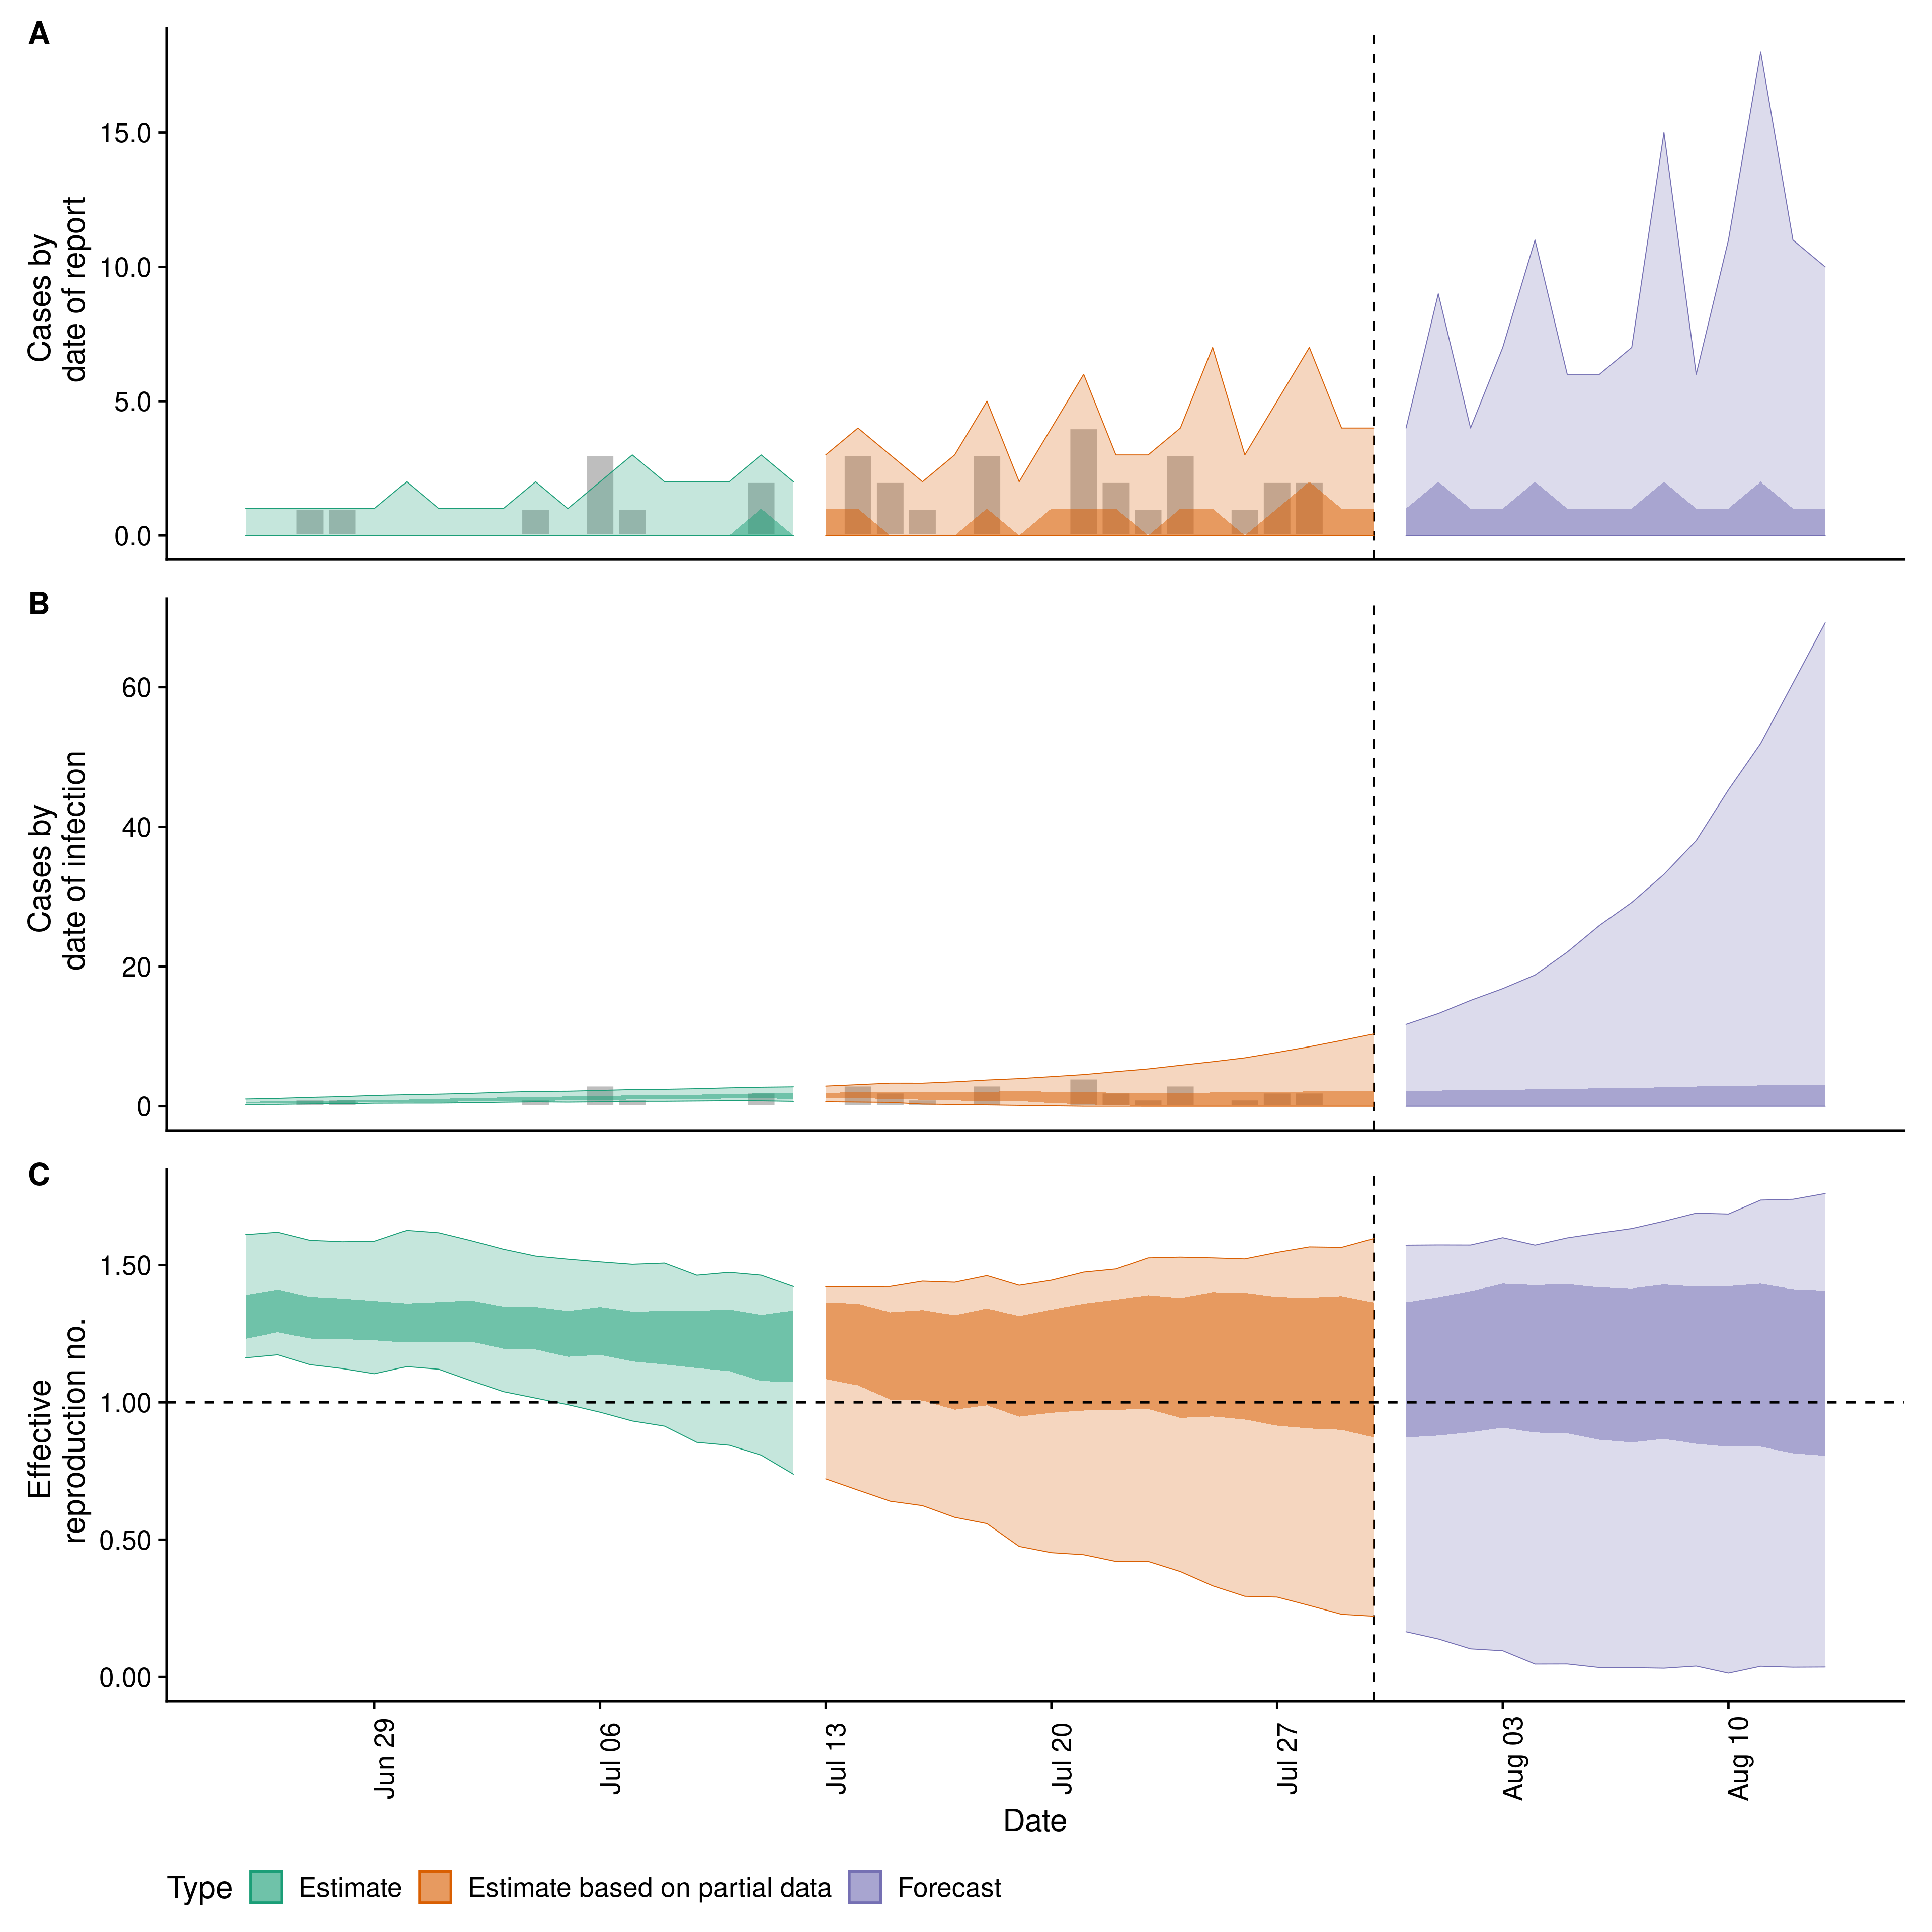 A
Cases by
date of report
15.0
10.0
5.0
0.0
B
Cases by
date of infection
60
40
20
0
C
Effective
reproduction no.
1.50
1.00
0.50
0.00
Jun 29
Jul 06
Jul 13
Jul 20
Jul 27
Aug 03
Aug 10
Date
Type Estimate Estimate based on partial data Forecast